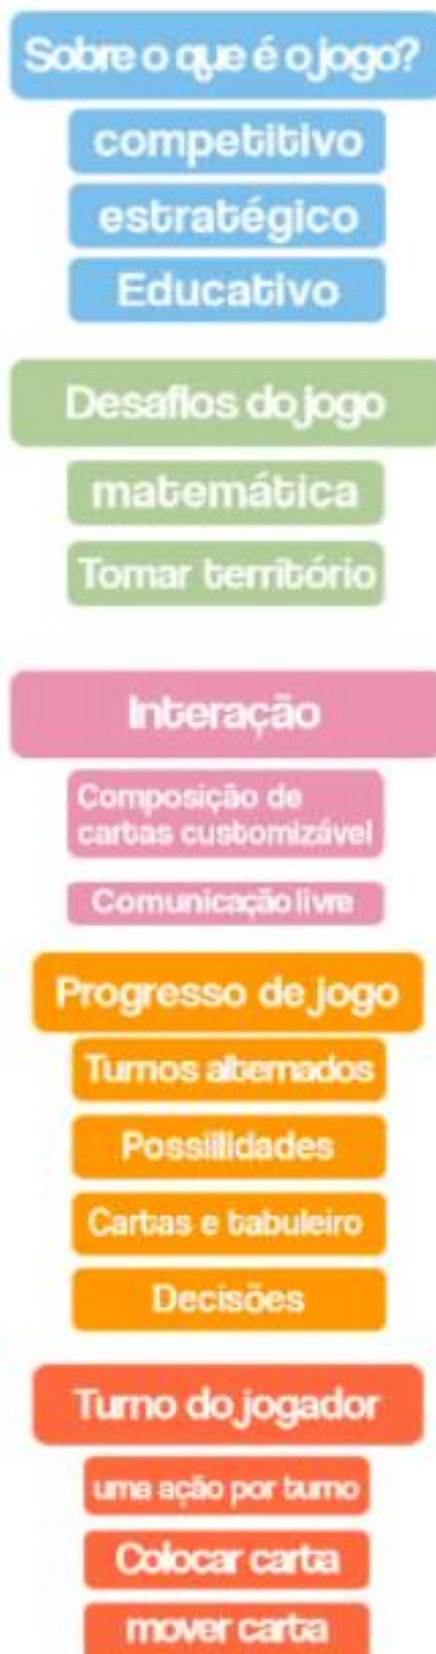 Sobre o que é o jogo?
competitivo
estratégico
Educativo
Desafios do jogo
matemática
Tomar território
Interação
Composição de
cartas customizável
Comunicação livre
Progresso de jogo
Turnos alternados
Possiilidades
Cartas e tabuleiro
Decisões
Turno do jogador
uma ação por turno
Colocar carta
mover carta